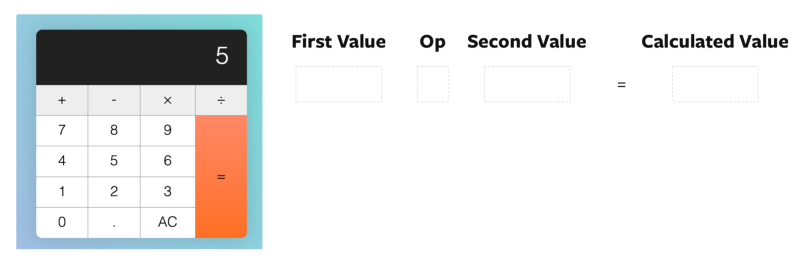 5
+ - × ÷
7 8 9
4 5 6
=
1 2 3
0 . AC
First Value Op Second Value Calculated Value
=